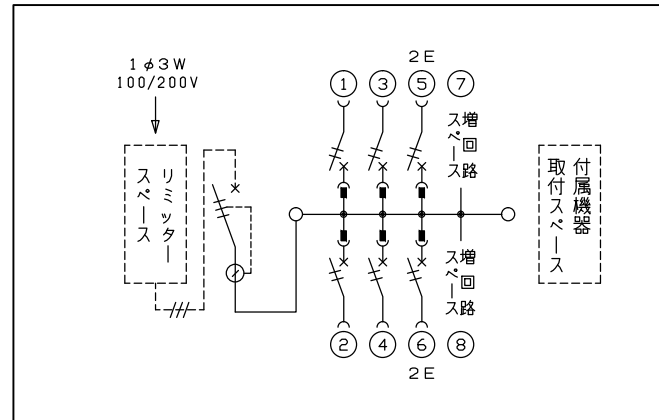 1φ3W
100/200V
リミッター
スペース
2E
① ③ ⑤ ⑦
増回路
スペース
付属機器
取付スペース
増回路
スペース
② ④ ⑥ ⑧
2E